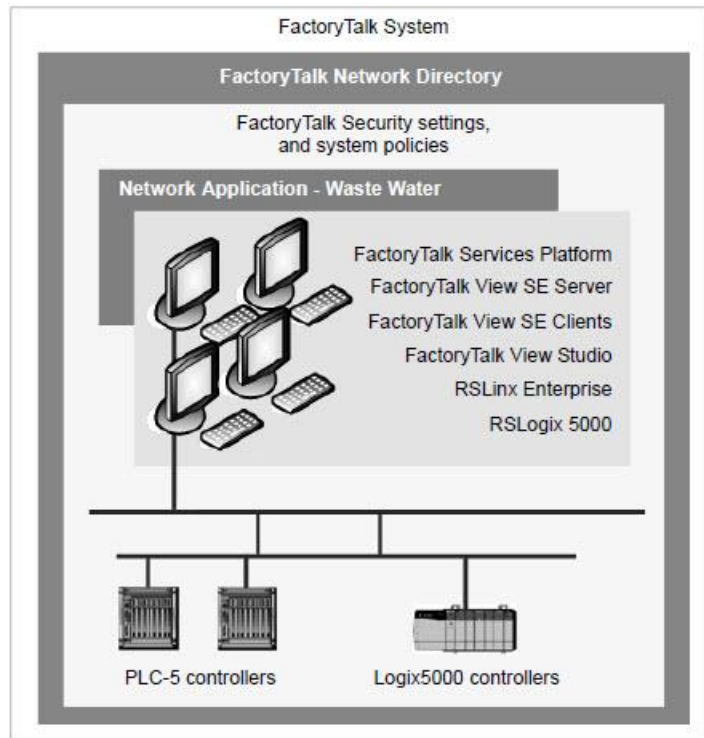 FactoryTalk System
FactoryTalk Network Directory
FactoryTalk Security settings,
and system policies
Network Application - Waste Water
FactoryTalk Services Platform
FactoryTalk View SE Server
FactoryTalk View SE Clients
FactoryTalk View Studio
RSLinx Enterprise
RSLogix 5000
PLC-5 controllers
Logix5000 controllers